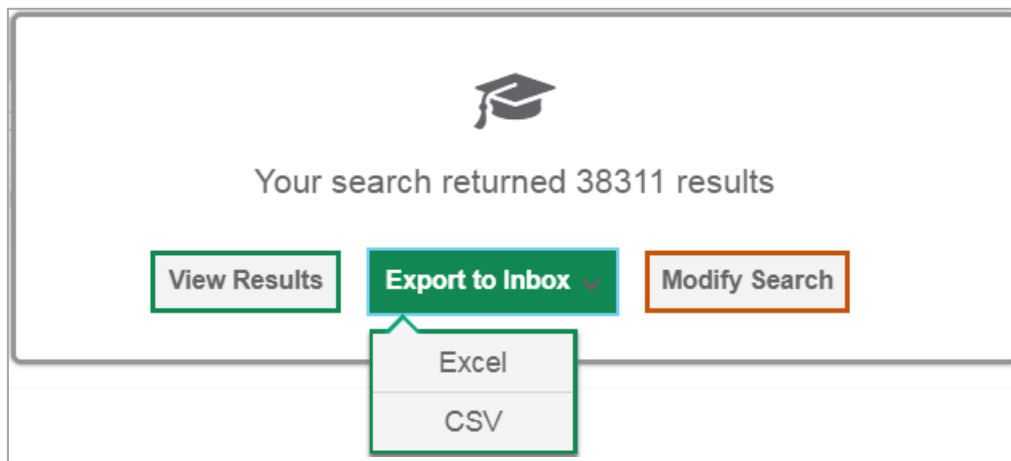 Your search returned 38311 results
View Results
Export to Inbox
Modify Search
Excel
CSV